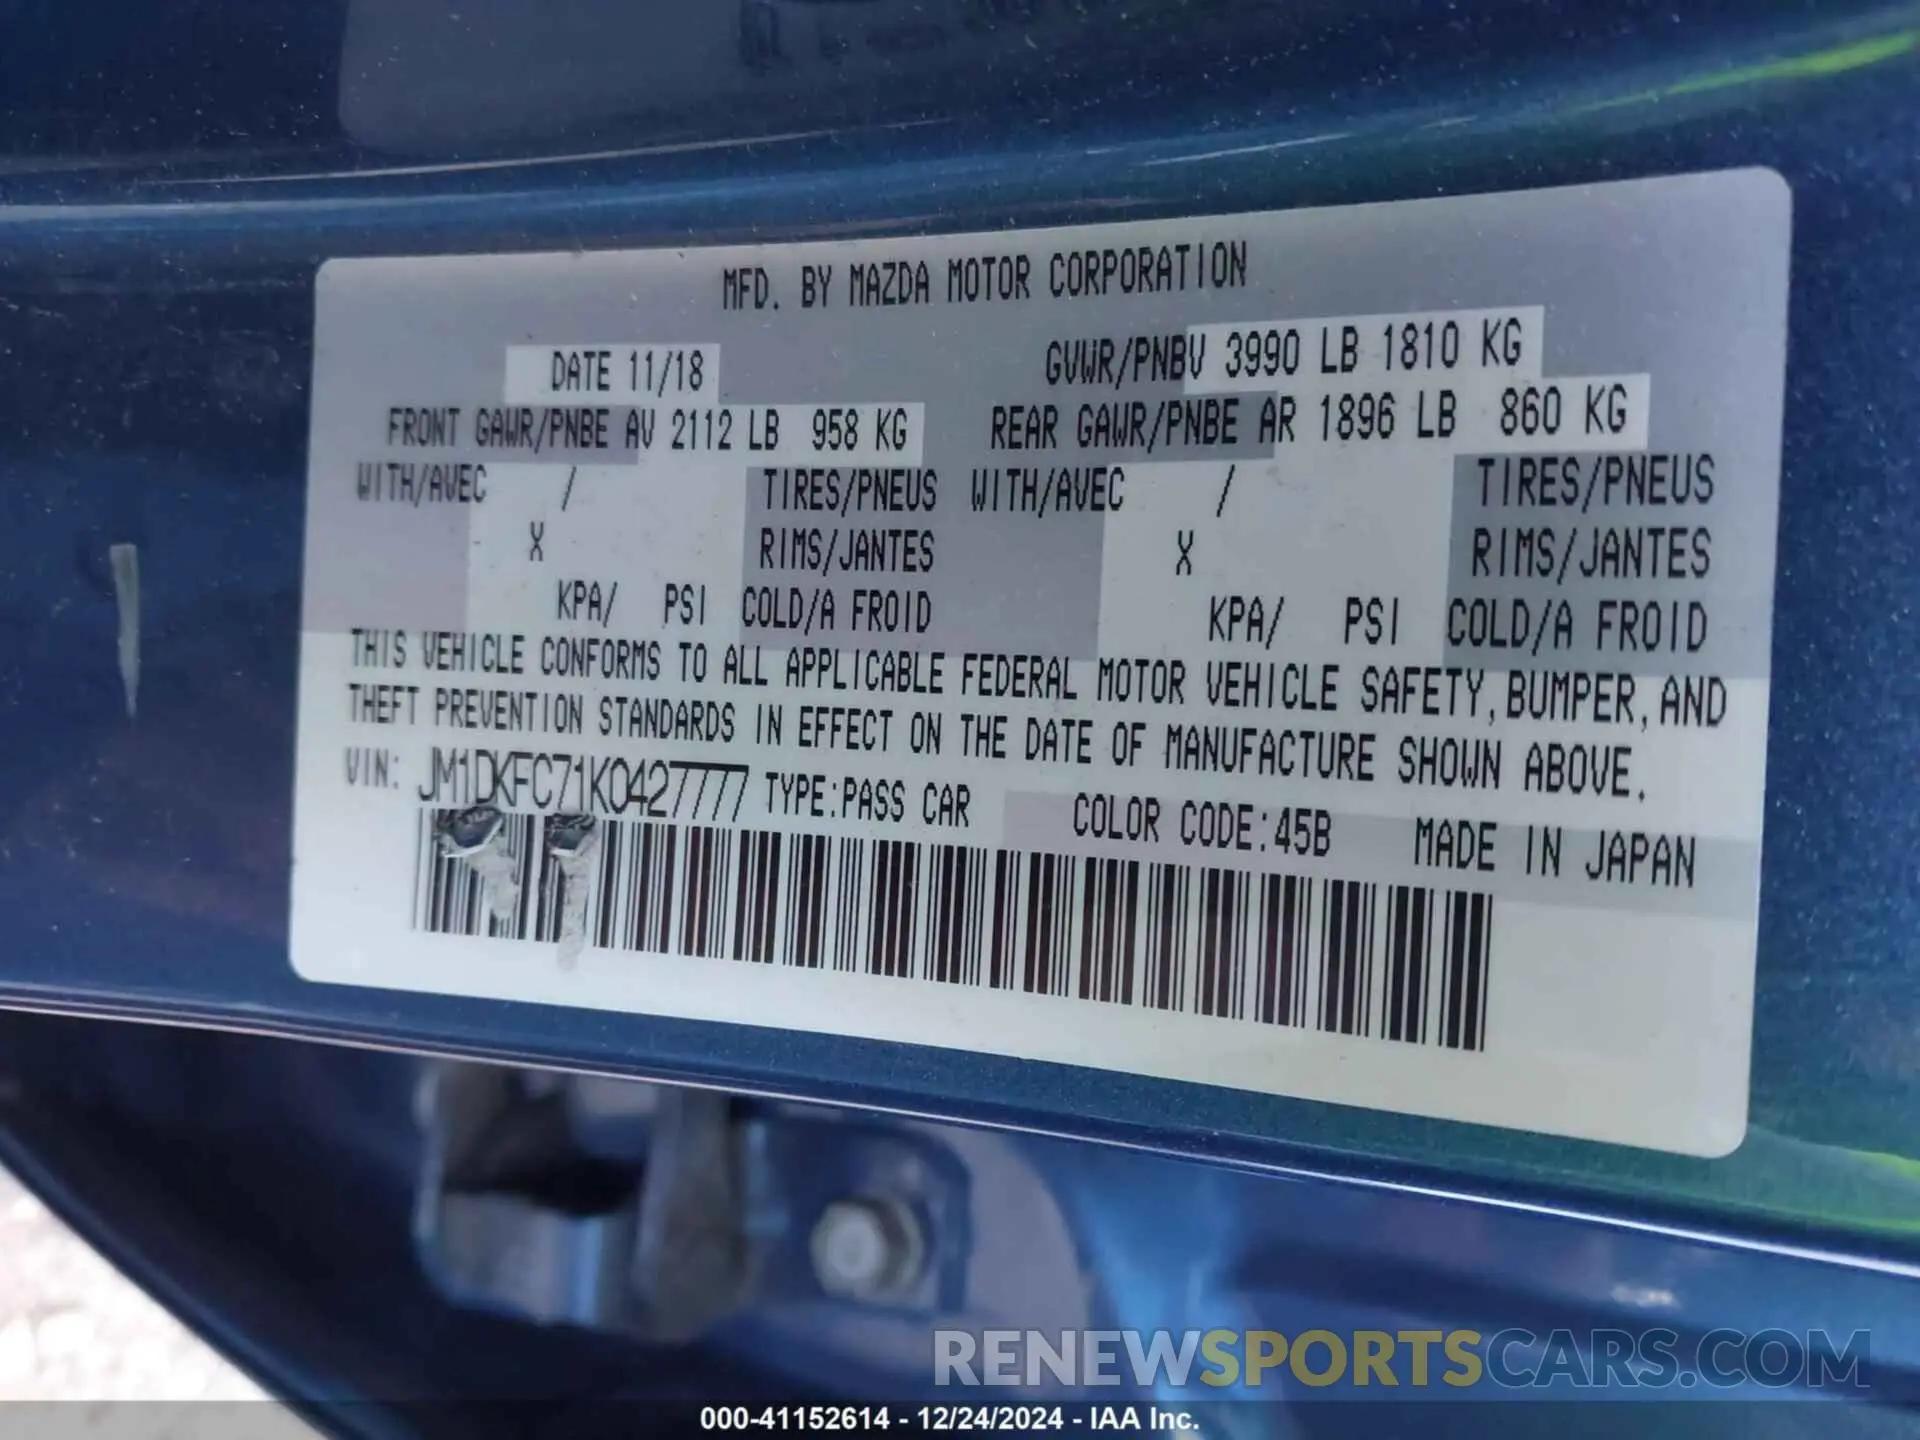 MFD. BY MAZDA MOTOR CORPORATION
DATE 11/18 GVWR/PNBV 3990 LB 1810 KG
FRONT GAWR/PNBE AV 2112 LB 958 KG REAR GAWR/PNBE AR 1896 LB 860 KG
WITH/AVEC / TIRES/PNEUS WITH/AVEC / TIRES/PNEUS
X RIMS/JANTES X RIMS/JANTES
KPA/ PSI COLD/A FROID KPA/ PSI COLD/A FROID
THIS VEHICLE CONFORMS TO ALL APPLICABLE FEDERAL MOTOR VEHICLE SAFETY, BUMPER, AND
THEFT PREVENTION STANDARDS IN EFFECT ON THE DATE OF MANUFACTURE SHOWN ABOVE.
VIN: JM1DKFC71K0427777 TYPE:PASS CAR COLOR CODE:45B MADE IN JAPAN
RENEWSPORTSCARS.COM
000-41152614 - 12/24/2024 - IAA Inc.